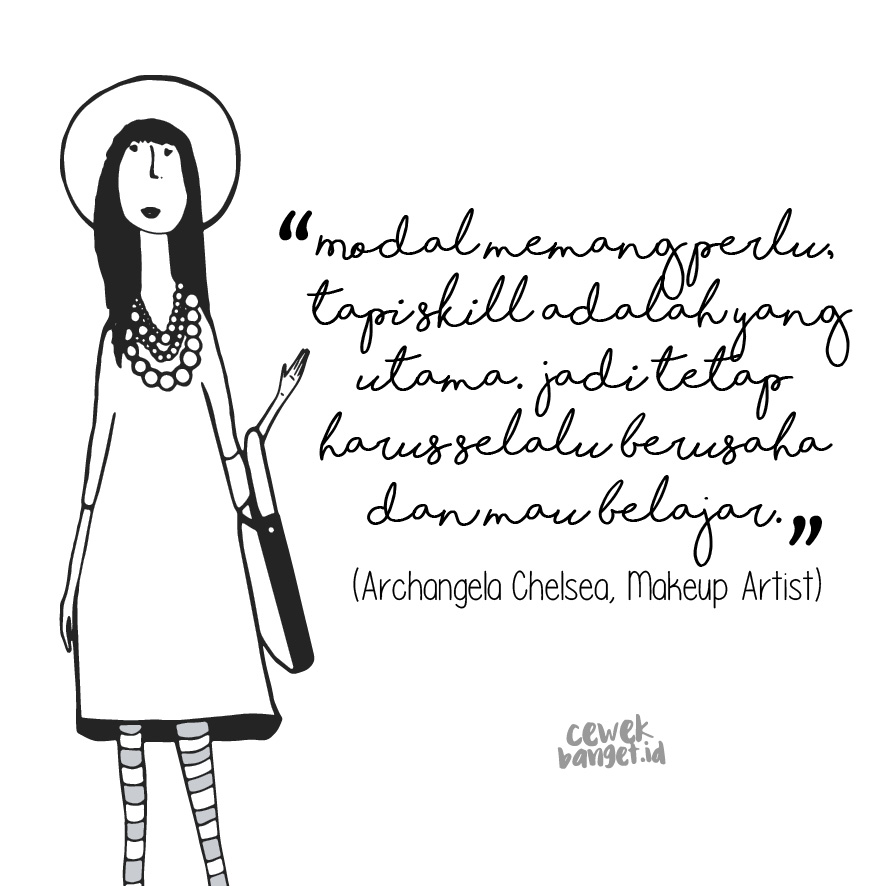 “modal memang perlu,
tapi skill adalah yang
utama. jadi tetap
harus selalu berusaha
dan mau belajar.”
(Archangela Chelsea, Makeup Artist)
cewek
banget.id